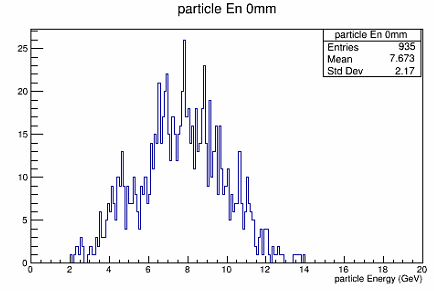 particle En 0mm
particle En 0mm
Entries 935
Mean 7.673
Std Dev 2.17
25
20
15
10
5
0
0 2 4 6 8 10 12 14 16 18 20
particle Energy (GeV)